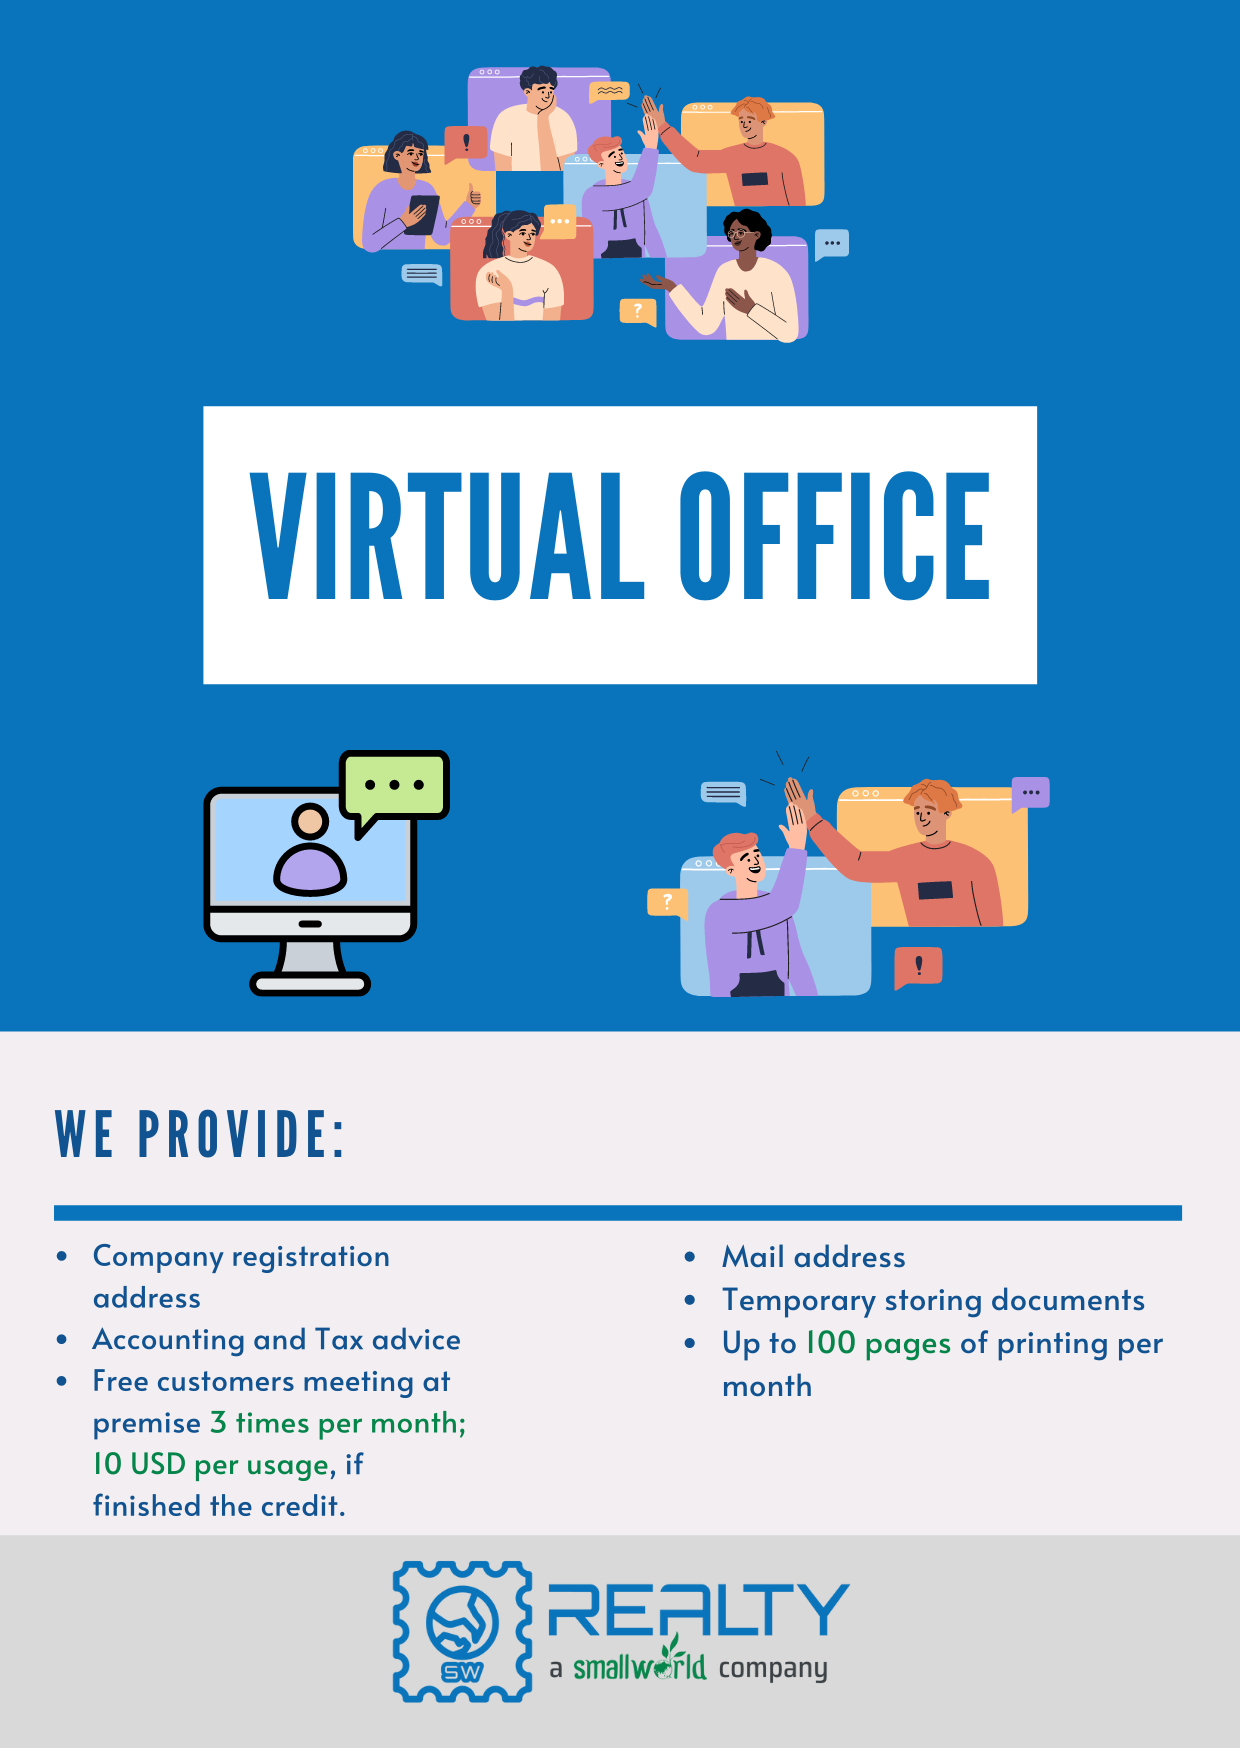 !
?
VIRTUAL OFFICE
?
!
WE PROVIDE:
• Company registration
address
• Accounting and Tax advice
• Free customers meeting at
premise 3 times per month;
10 USD per usage, if
finished the credit.
• Mail address
• Temporary storing documents
• Up to 100 pages of printing per
month
SW
REALTY
a smallworld company